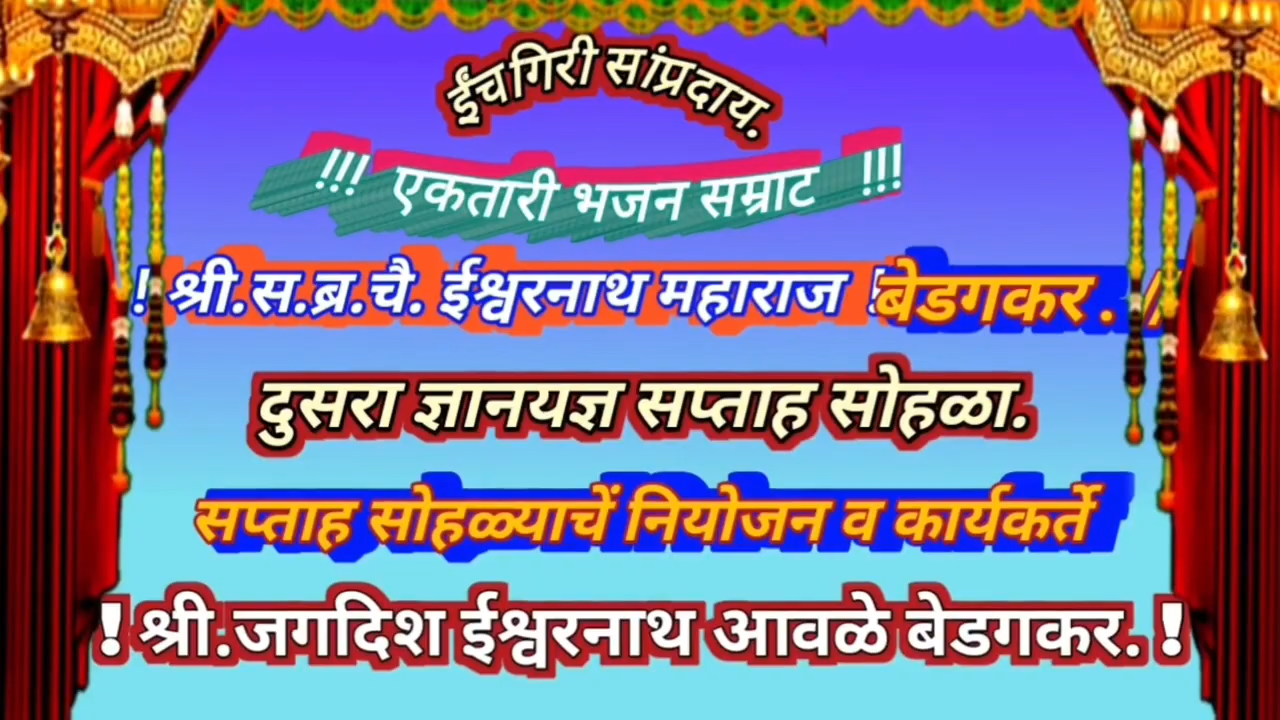 ईंचगिरी सांप्रदाय.
!!! एकतारी भजन सम्राट !!!
! श्री.स.ब्र.चै. ईश्वरनाथ महाराज ! बेडगकर. //
दुसरा ज्ञानयज्ञ सप्ताह सोहळा.
सप्ताह सोहळ्याचें नियोजन व कार्यकर्ते
! श्री.जगदिश ईश्वरनाथ आवळे बेडगकर. !